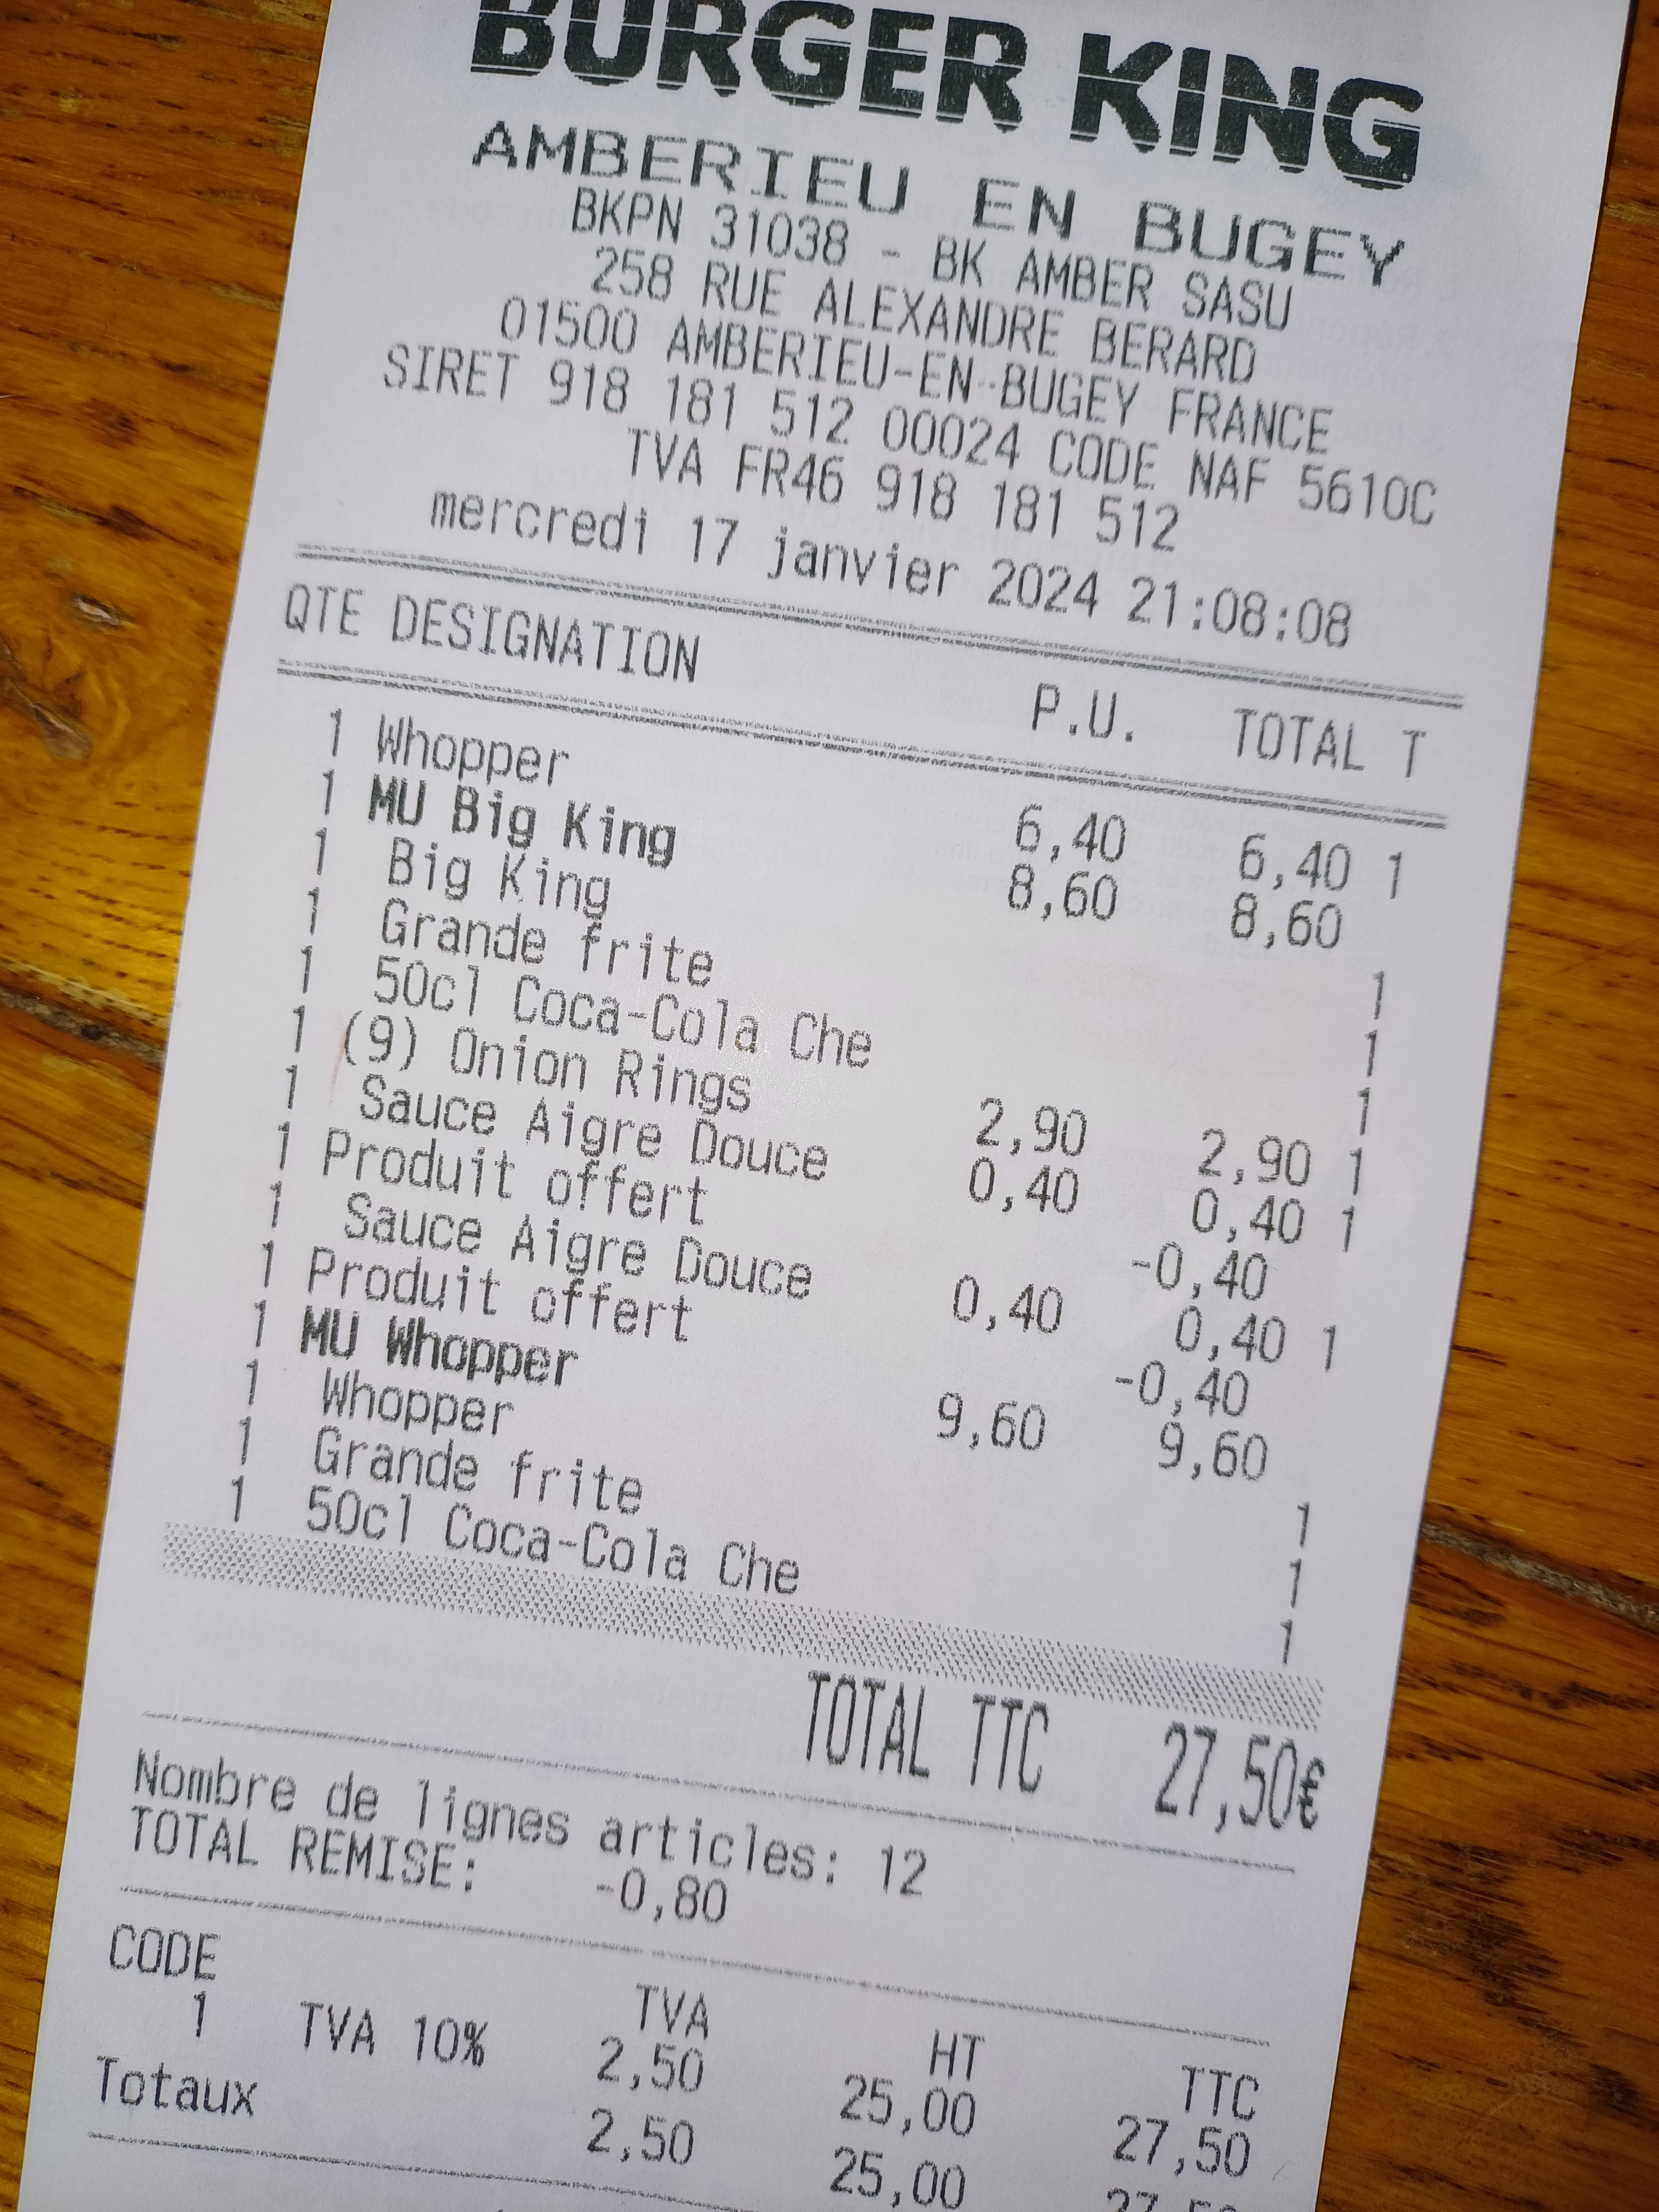 BURGER KING
AMBERIEU EN BUGEY
BKPN 31038 - BK AMBER SASU
258 RUE ALEXANDRE BERARD
01500 AMBERIEU-EN-BUGEY FRANCE
SIRET 918 181 512 00024 CODE NAF 5610C
TVA FR46 918 181 512
mercredi 17 janvier 2024 21:08:08
QTE DESIGNATION P.U. TOTAL T
1 Whopper 6,40 6,40 1
1 MU Big King 8,60 8,60
1 Big King 1
1 Grande frite 1
1 50cl Coca-Cola Che 1
1 (9) Onion Rings 2,90 2,90 1
1 Sauce Aigre Douce 0,40 0,40 1
1 Produit offert -0,40
1 Sauce Aigre Douce 0,40 0,40 1
1 Produit offert -0,40
1 MU Whopper 9,60 9,60
1 Whopper 1
1 Grande frite 1
1 50cl Coca-Cola Che 1
TOTAL TTC 27,50€
Nombre de lignes articles: 12
TOTAL REMISE: -0,80
CODE TVA HT TTC
1 TVA 10% 2,50 25,00 27,50
Totaux 2,50 25,00 27,50